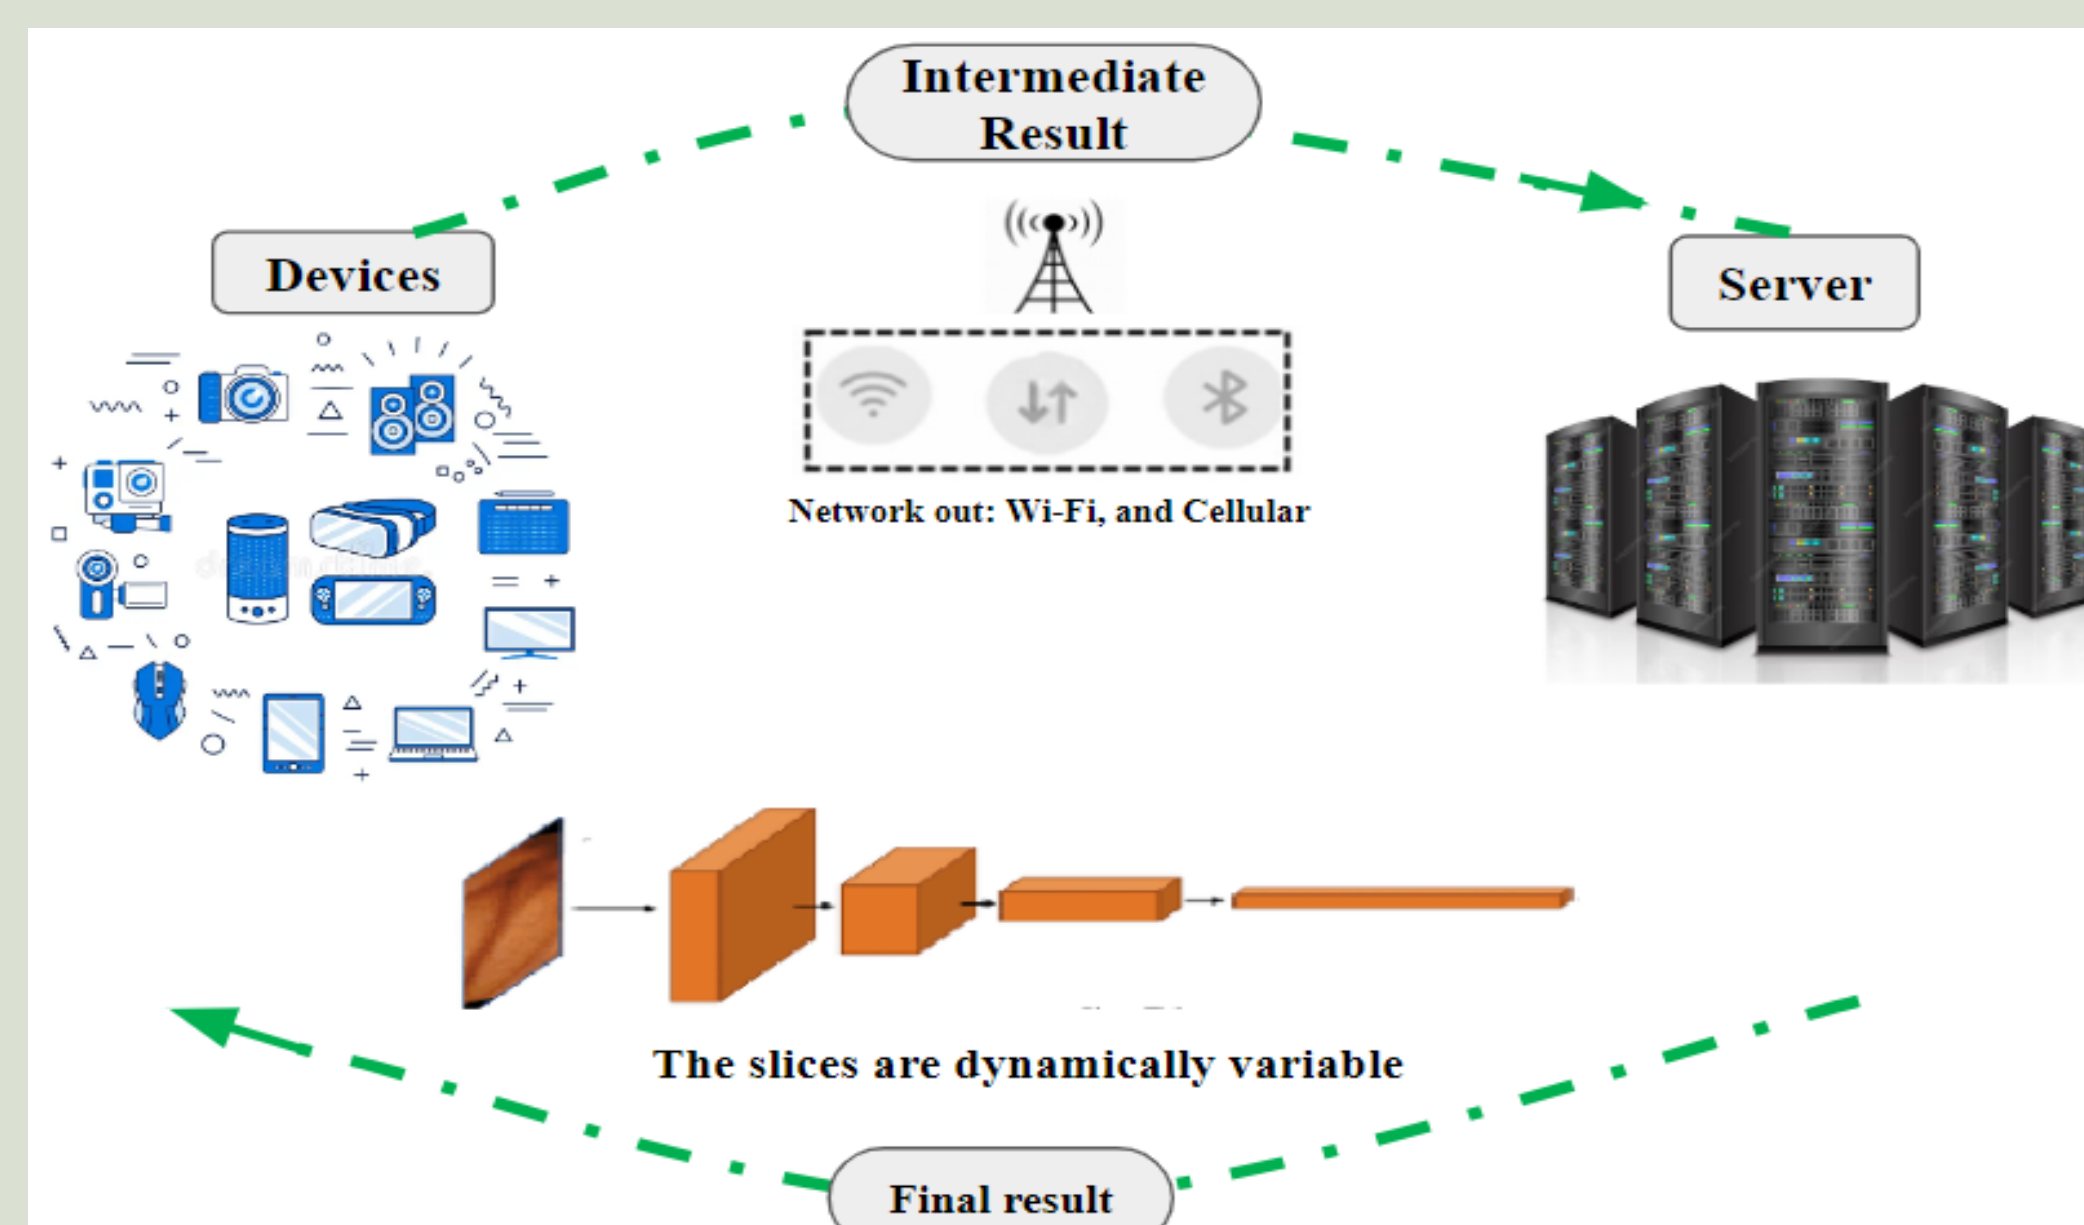 Intermediate
Result
Devices
Server
Network out: Wi-Fi, and Cellular
The slices are dynamically variable
Final result